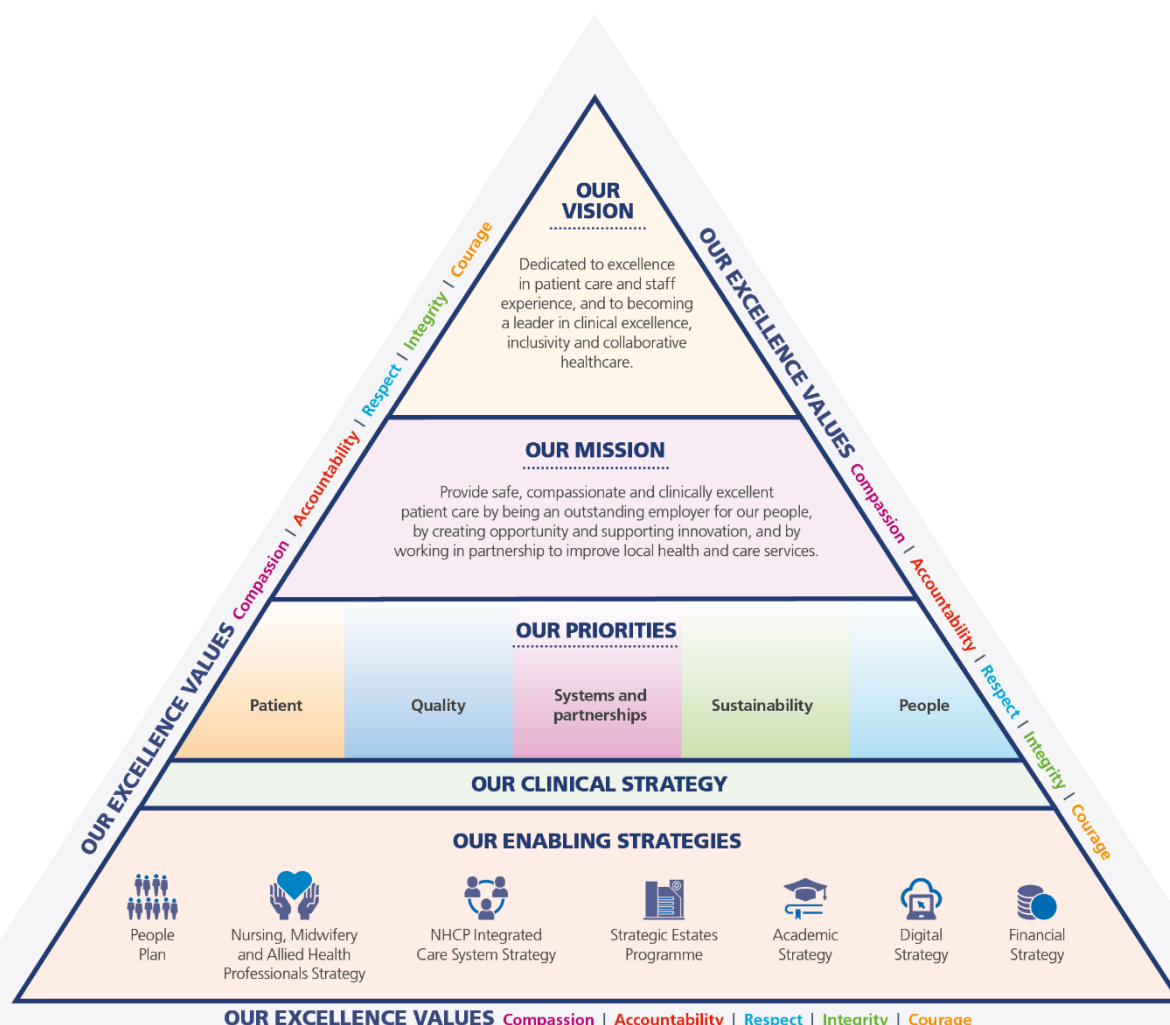 OUR
VISION
Dedicated to excellence
in patient care and staff
experience, and to becoming
a leader in clinical excellence,
inclusivity and collaborative
healthcare.
OUR MISSION
Provide safe, compassionate and clinically excellent
patient care by being an outstanding employer for our people,
by creating opportunity and supporting innovation, and by
working in partnership to improve local health and care services.
OUR PRIORITIES
Patient
Quality
Systems and
partnerships
Sustainability
People
OUR CLINICAL STRATEGY
OUR ENABLING STRATEGIES
People
Plan
Nursing, Midwifery
and Allied Health
Professionals Strategy
NHCP Integrated
Care System Strategy
Strategic Estates
Programme
Academic
Strategy
Digital
Strategy
Financial
Strategy
OUR EXCELLENCE VALUES Compassion | Accountability | Respect | Integrity | Courage
OUR EXCELLENCE VALUES Compassion | Accountability | Respect | Integrity | Courage
OUR EXCELLENCE VALUES Compassion | Accountability | Respect | Integrity | Courage